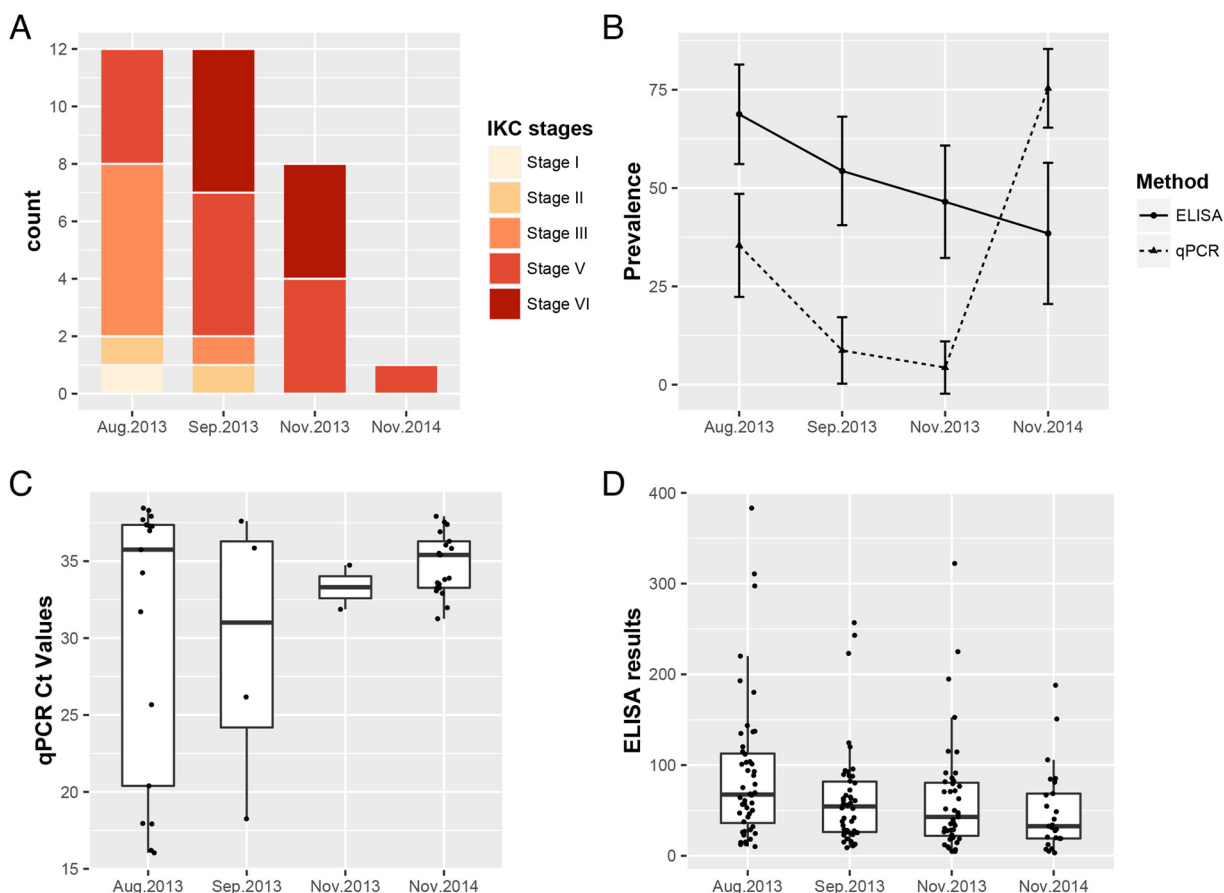 A
count
12
10
8
6
4
2
0
Aug.2013 Sep.2013 Nov.2013 Nov.2014
IKC stages
Stage I
Stage II
Stage III
Stage V
Stage VI
B
Prevalence
75
50
25
0
Aug.2013 Sep.2013 Nov.2013 Nov.2014
Method
ELISA
qPCR
C
qPCR Ct Values
35
30
25
20
15
Aug.2013 Sep.2013 Nov.2013 Nov.2014
D
ELISA results
400
300
200
100
0
Aug.2013 Sep.2013 Nov.2013 Nov.2014